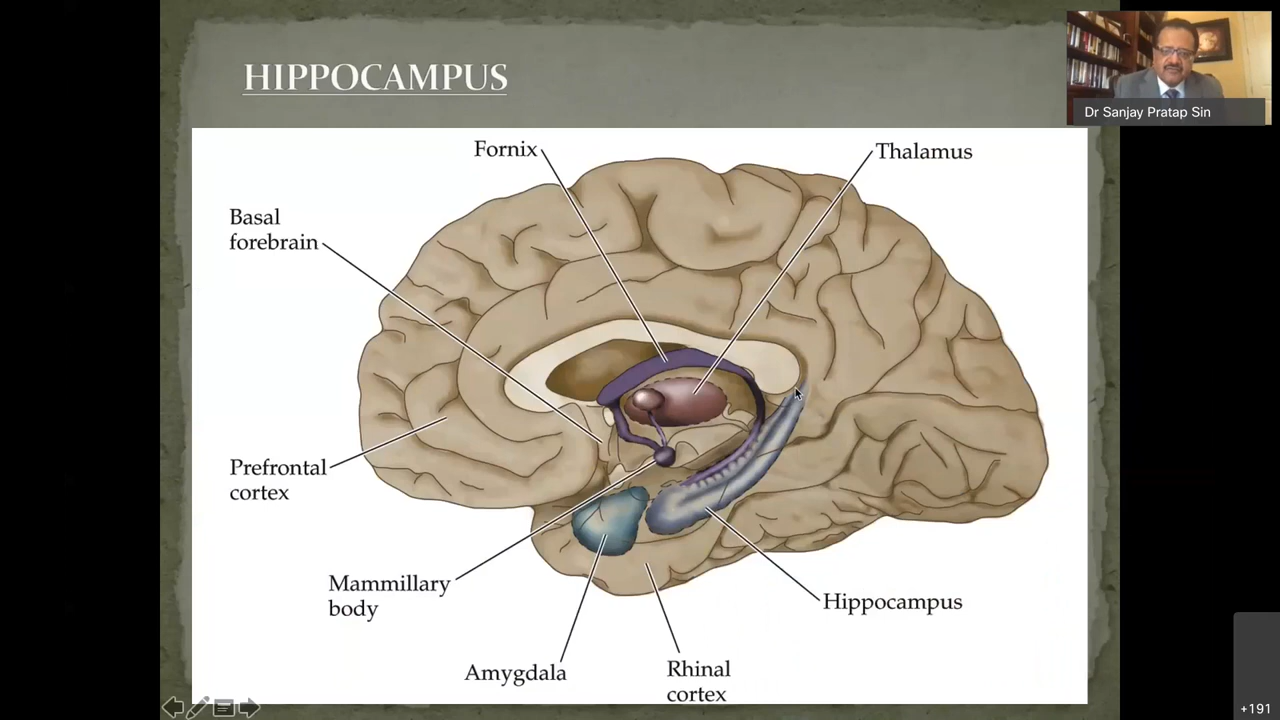 HIPPOCAMPUS
Dr Sanjay Pratap Sin
Fornix
Thalamus
Basal
forebrain
Prefrontal
cortex
Mammillary
body
Hippocampus
Amygdala
Rhinal
cortex
+191